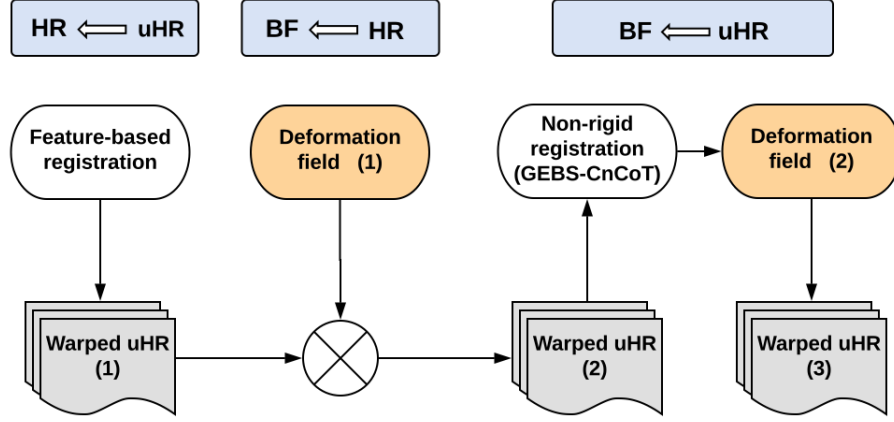 HR ⇐ uHR
BF ⇐ HR
BF ⇐ uHR
Feature-based
registration
Deformation
field (1)
Non-rigid
registration
(GEBS-CnCoT)
Deformation
field (2)
Warped uHR
(1)
Warped uHR
(2)
Warped uHR
(3)